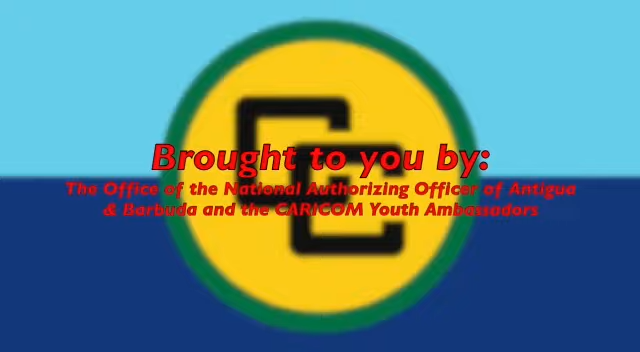 Brought to you by:
The Office of the National Authorizing Officer of Antigua
& Barbuda and the CARICOM Youth Ambassadors